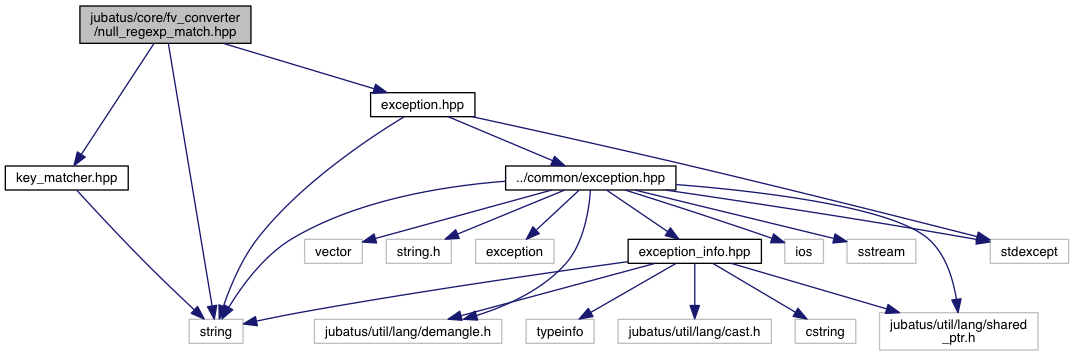 jubatus/core/fv_converter
/null_regexp_match.hpp
exception.hpp
key_matcher.hpp
../common/exception.hpp
vector
string.h
exception
exception_info.hpp
ios
sstream
stdexcept
string
jubatus/util/lang/demangle.h
typeinfo
jubatus/util/lang/cast.h
cstring
jubatus/util/lang/shared
_ptr.h